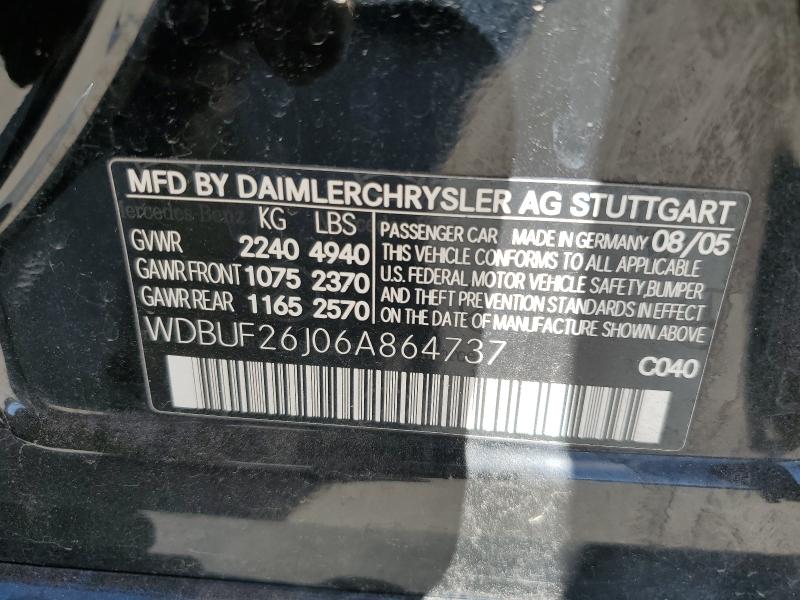 MFD BY DAIMLERCHRYSLER AG STUTTGART
KG LBS
GVWR 2240 4940
GAWR FRONT 1075 2370
GAWR REAR 1165 2570
PASSENGER CAR MADE IN GERMANY 08/05
THIS VEHICLE CONFORMS TO ALL APPLICABLE
U.S. FEDERAL MOTOR VEHICLE SAFETY,BUMPER
AND THEFT PREVENTION STANDARDS IN EFFECT
ON THE DATE OF MANUFACTURE SHOWN ABOVE
WDBUF26J06A864737
C040